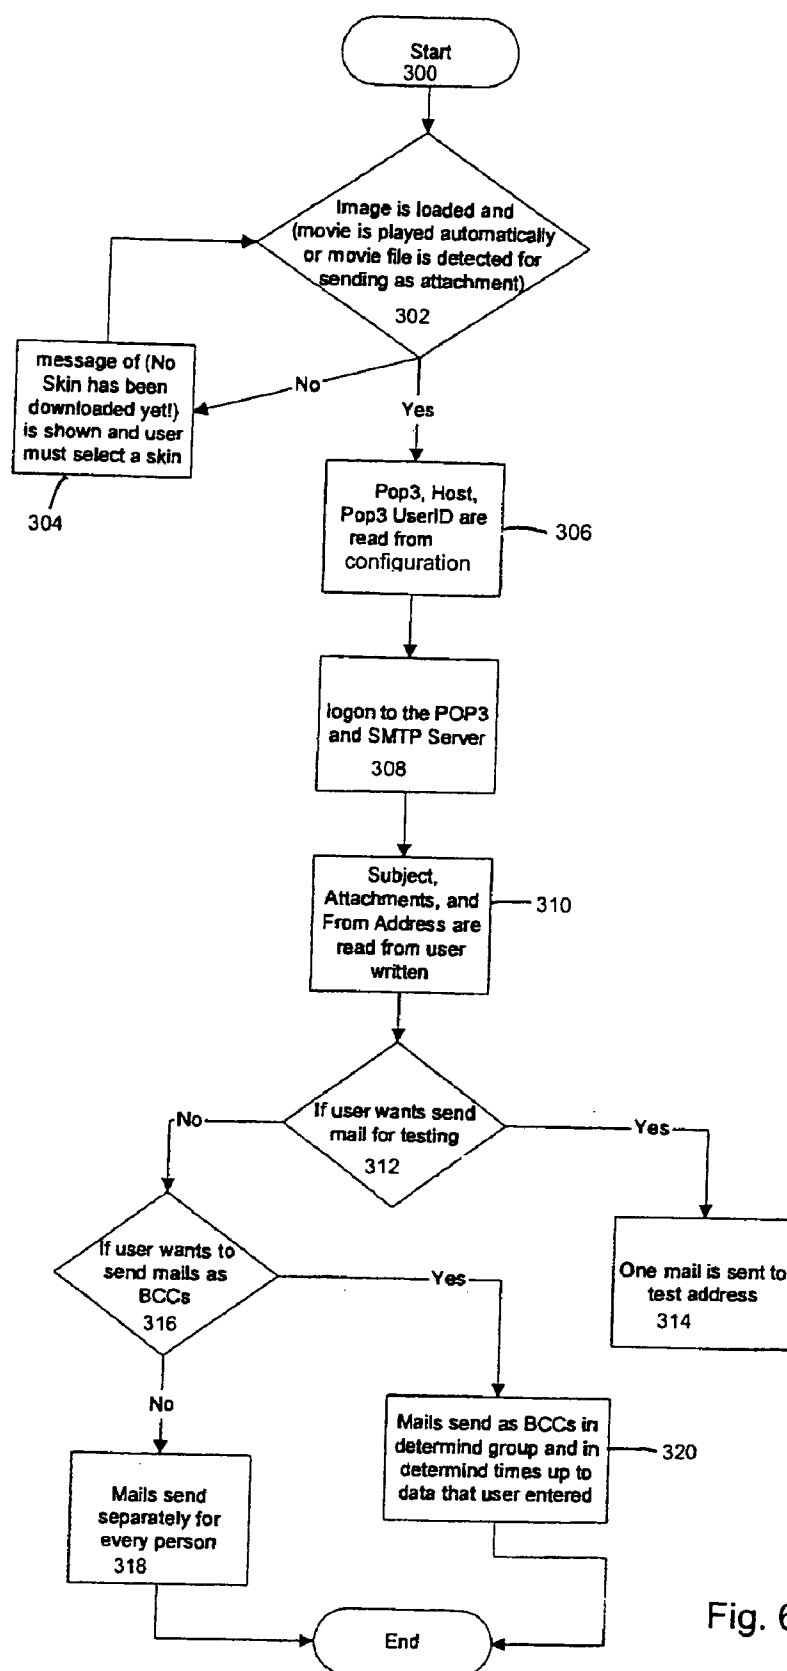 Start
300
Image is loaded and
(movie is played automatically
or movie file is detected for
sending as attachment)
302
No
Yes
message of (No
Skin has been
downloaded yet!)
is shown and user
must select a skin
304
Pop3, Host,
Pop3 UserID are
read from
configuration
306
logon to the POP3
and SMTP Server
308
Subject,
Attachments, and
From Address are
read from user
written
310
If user wants send
mail for testing
312
No
Yes
One mail is sent to
test address
314
If user wants to
send mails as
BCCs
316
Yes
No
Mails send as BCCs in
determind group and in
determind times up to
data that user entered
320
Mails send
separately for
every person
318
End
Fig. 6